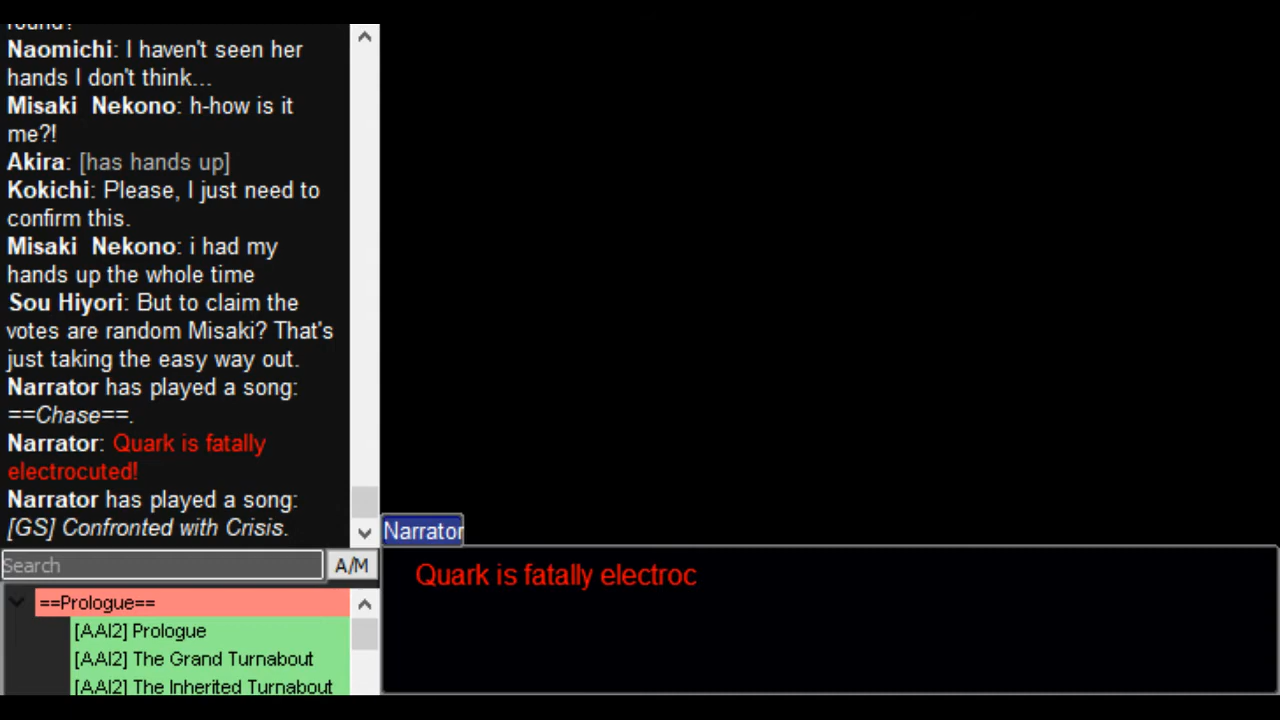 round?
Naomichi: I haven't seen her
hands I don't think...
Misaki  Nekono: h-how is it
me?!
Akira: [has hands up]
Kokichi: Please, I just need to
confirm this.
Misaki  Nekono: i had my
hands up the whole time
Sou Hiyori: But to claim the
votes are random Misaki? That's
just taking the easy way out.
Narrator has played a song:
==Chase==.
Narrator: Quark is fatally
electrocuted!
Narrator has played a song:
[GS] Confronted with Crisis.
Search
A/M
==Prologue==
[AAI2] Prologue
[AAI2] The Grand Turnabout
[AAI2] The Inherited Turnabout
Narrator
Quark is fatally electroc